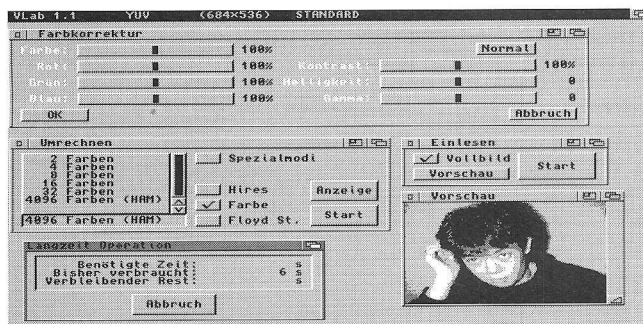 VLab 1.1 YUV (684×536) STANDARD
Farbkorrektur
Farbe: 100% Normal
Rot: 100% Kontrast: 100%
Grün: 100% Helligkeit: 0
Blau: 100% Gamma: 0
OK Abbruch
Umrechnen
2 Farben
4 Farben
8 Farben
16 Farben
32 Farben
4096 Farben (HAM)
4096 Farben (HAM)
Spezialmodi
Hires Anzeige
Farbe
Floyd St. Start
Einlesen
Vollbild Start
Vorschau
Vorschau
Langzeit Operation
Benötigte Zeit: s
Bisher verbraucht: 6 s
Verbleibender Rest: s
Abbruch